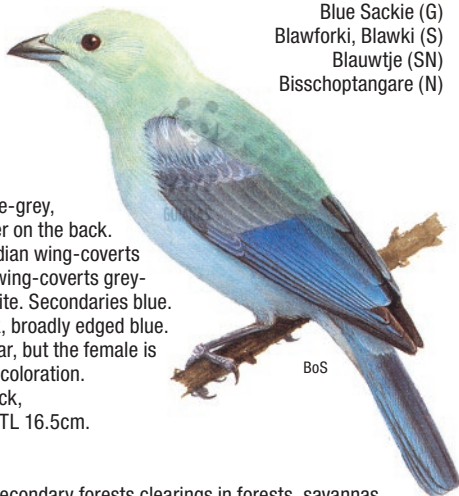 Blue Sackie (G)
Blawforki, Blawki (S)
Blauwtje (SN)
Bisschoptangare (N)
e-grey,
er on the back.
dian wing-coverts
wing-coverts grey-
ite. Secondaries blue.
, broadly edged blue.
ar, but the female is
coloration.
ck,
TL 16.5cm.
BoS
econdary forests clearings in forests, savannas